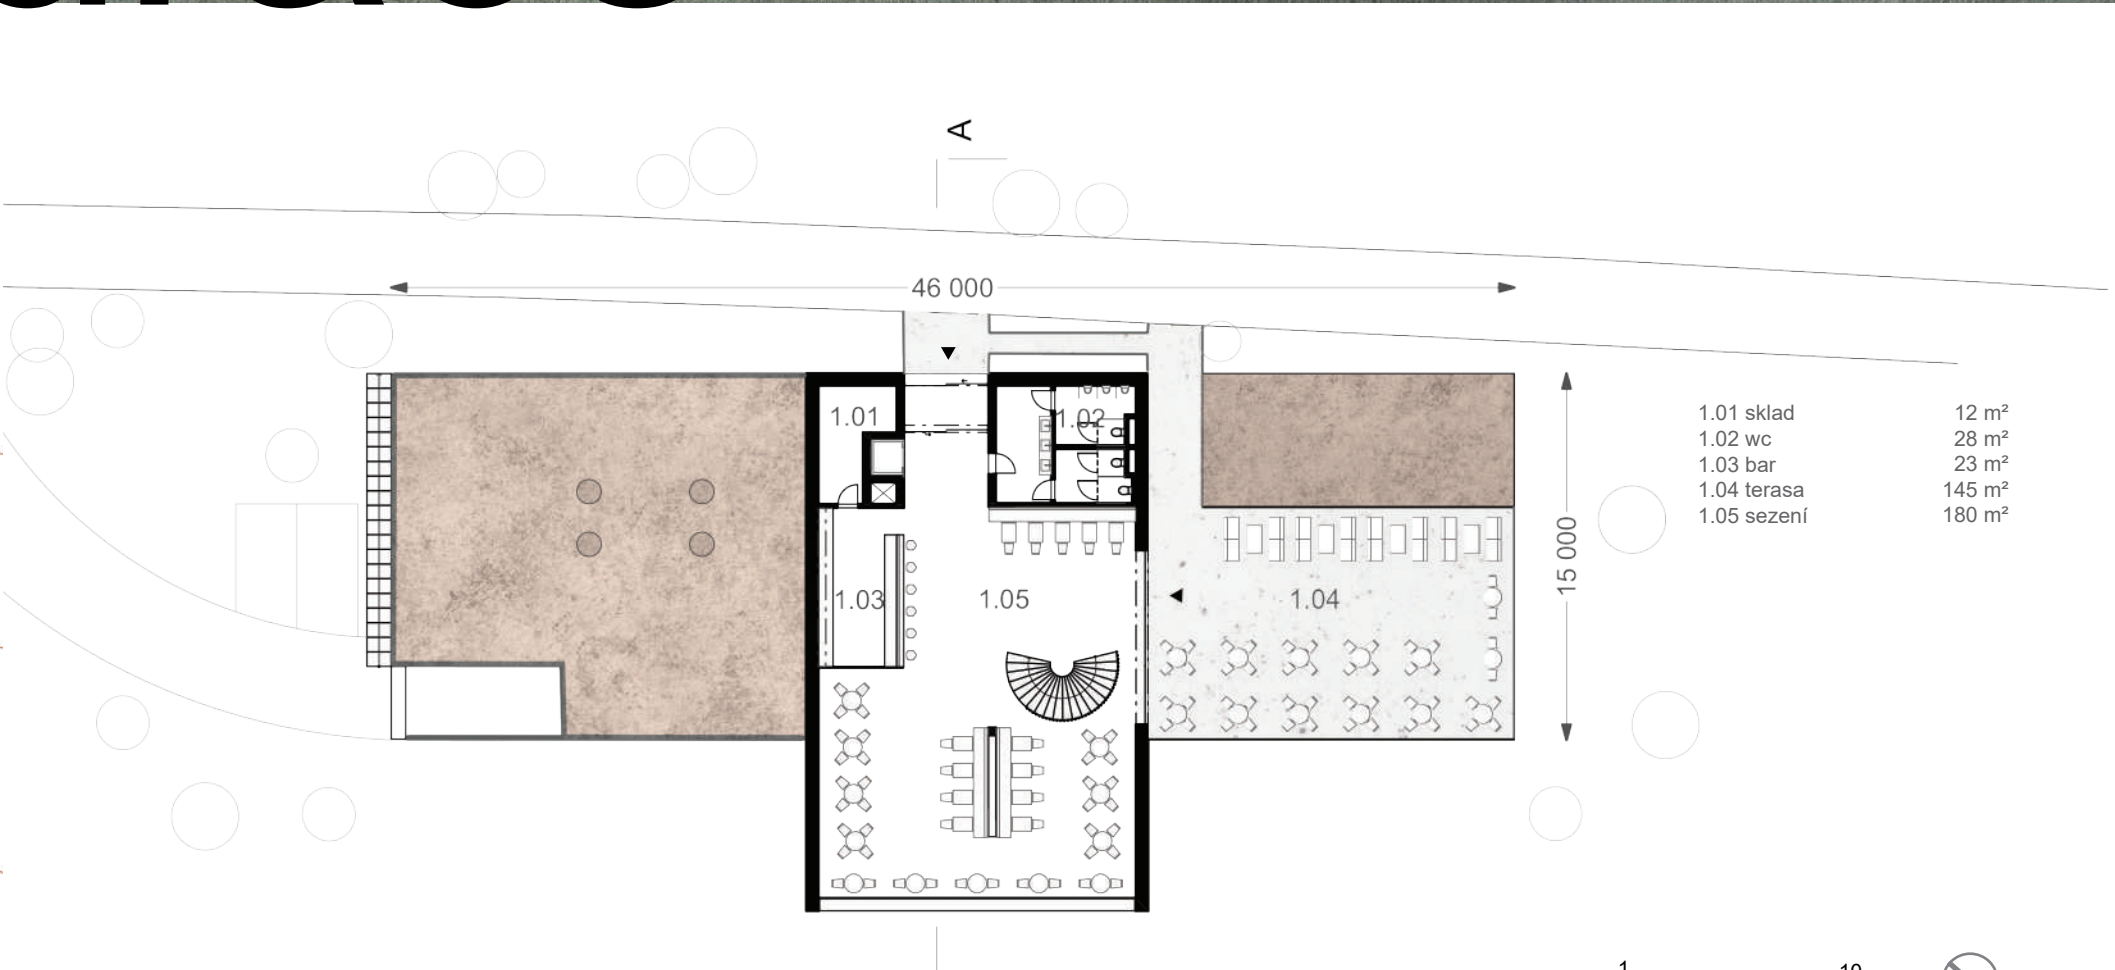 A
46 000
1.01
1.02
1.03
1.05
1.04
15 000
1.01 sklad 12 m²
1.02 wc 28 m²
1.03 bar 23 m²
1.04 terasa 145 m²
1.05 sezení 180 m²
1 10